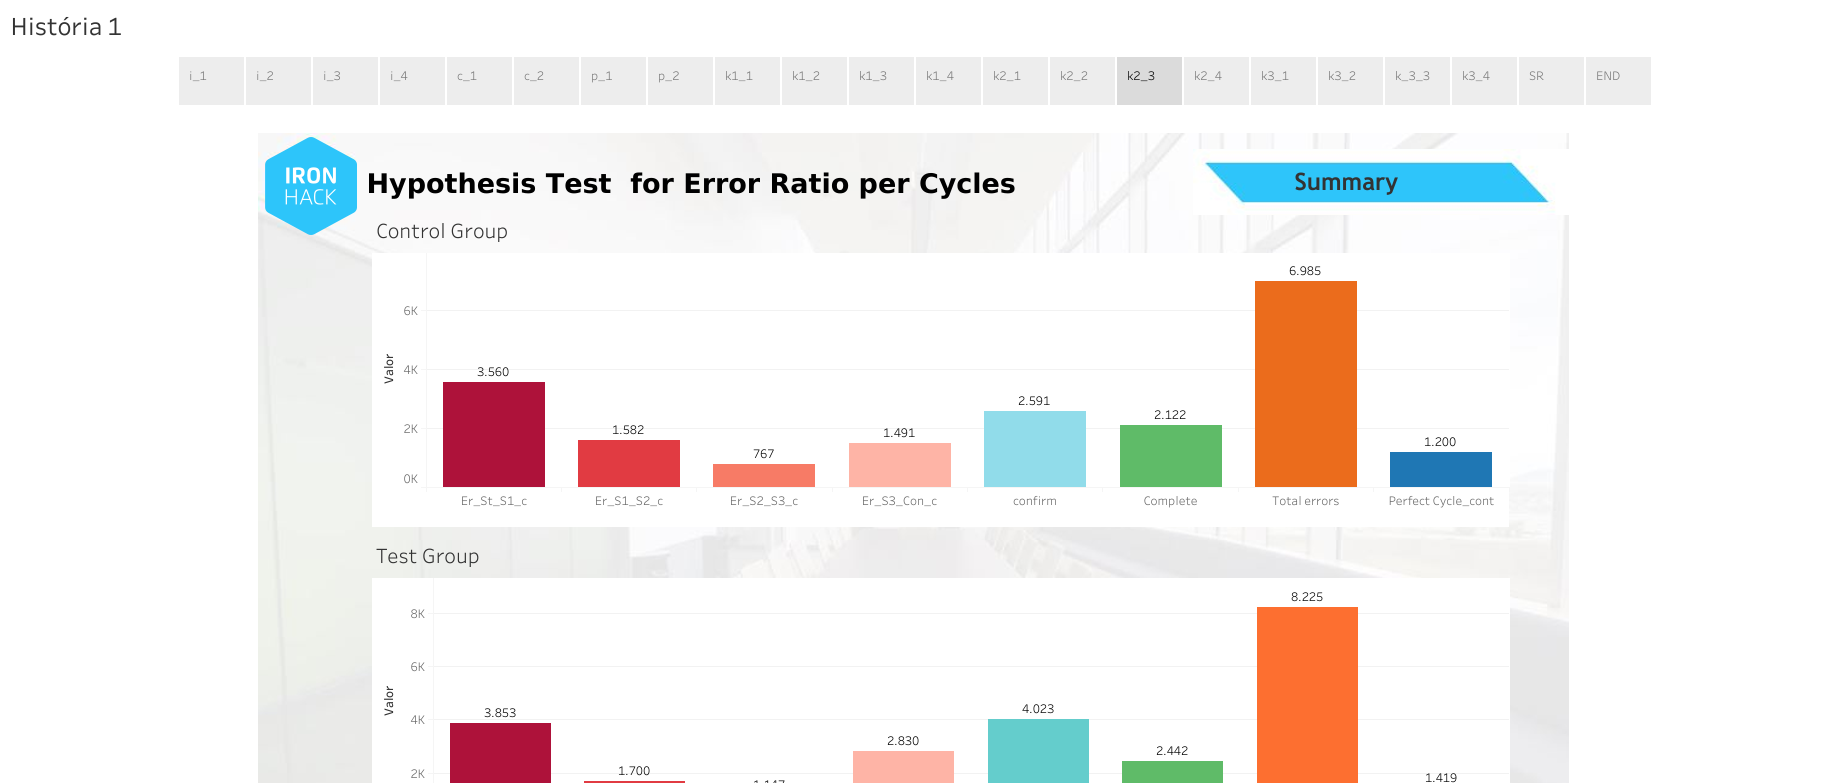 História 1
i_1 i_2 i_3 i_4 c_1 c_2 p_1 p_2 k1_1 k1_2 k1_3 k1_4 k2_1 k2_2 k2_3 k2_4 k3_1 k3_2 k_3_3 k3_4 SR END
IRON
HACK
Hypothesis Test for Error Ratio per Cycles
Summary
Control Group
Valor
6K
4K
2K
0K
3.560 1.582 767 1.491 2.591 2.122 6.985 1.200
Er_St_S1_c Er_S1_S2_c Er_S2_S3_c Er_S3_Con_c confirm Complete Total errors Perfect Cycle_cont
Test Group
Valor
8K
6K
4K
2K
3.853 1.700 1.147 2.830 4.023 2.442 8.225 1.419